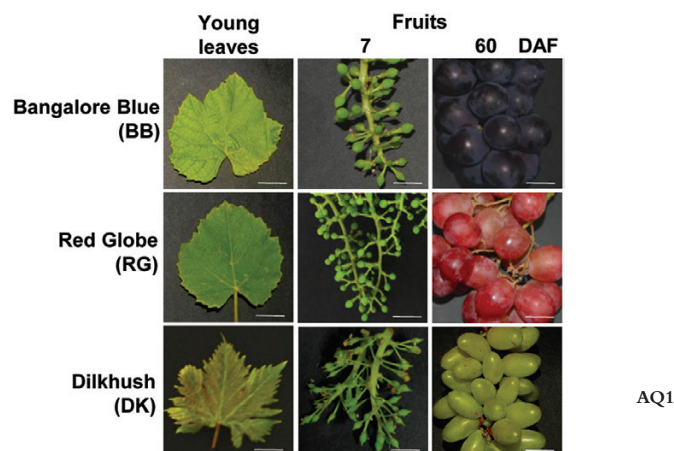 Young
leaves
Fruits
7 60 DAF
Bangalore Blue
(BB)
Red Globe
(RG)
Dilkhush
(DK)
AQ1